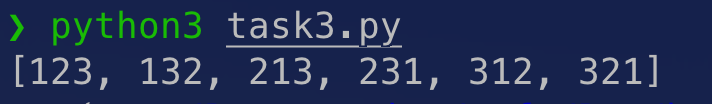 ❯ python3 task3.py
[123, 132, 213, 231, 312, 321]